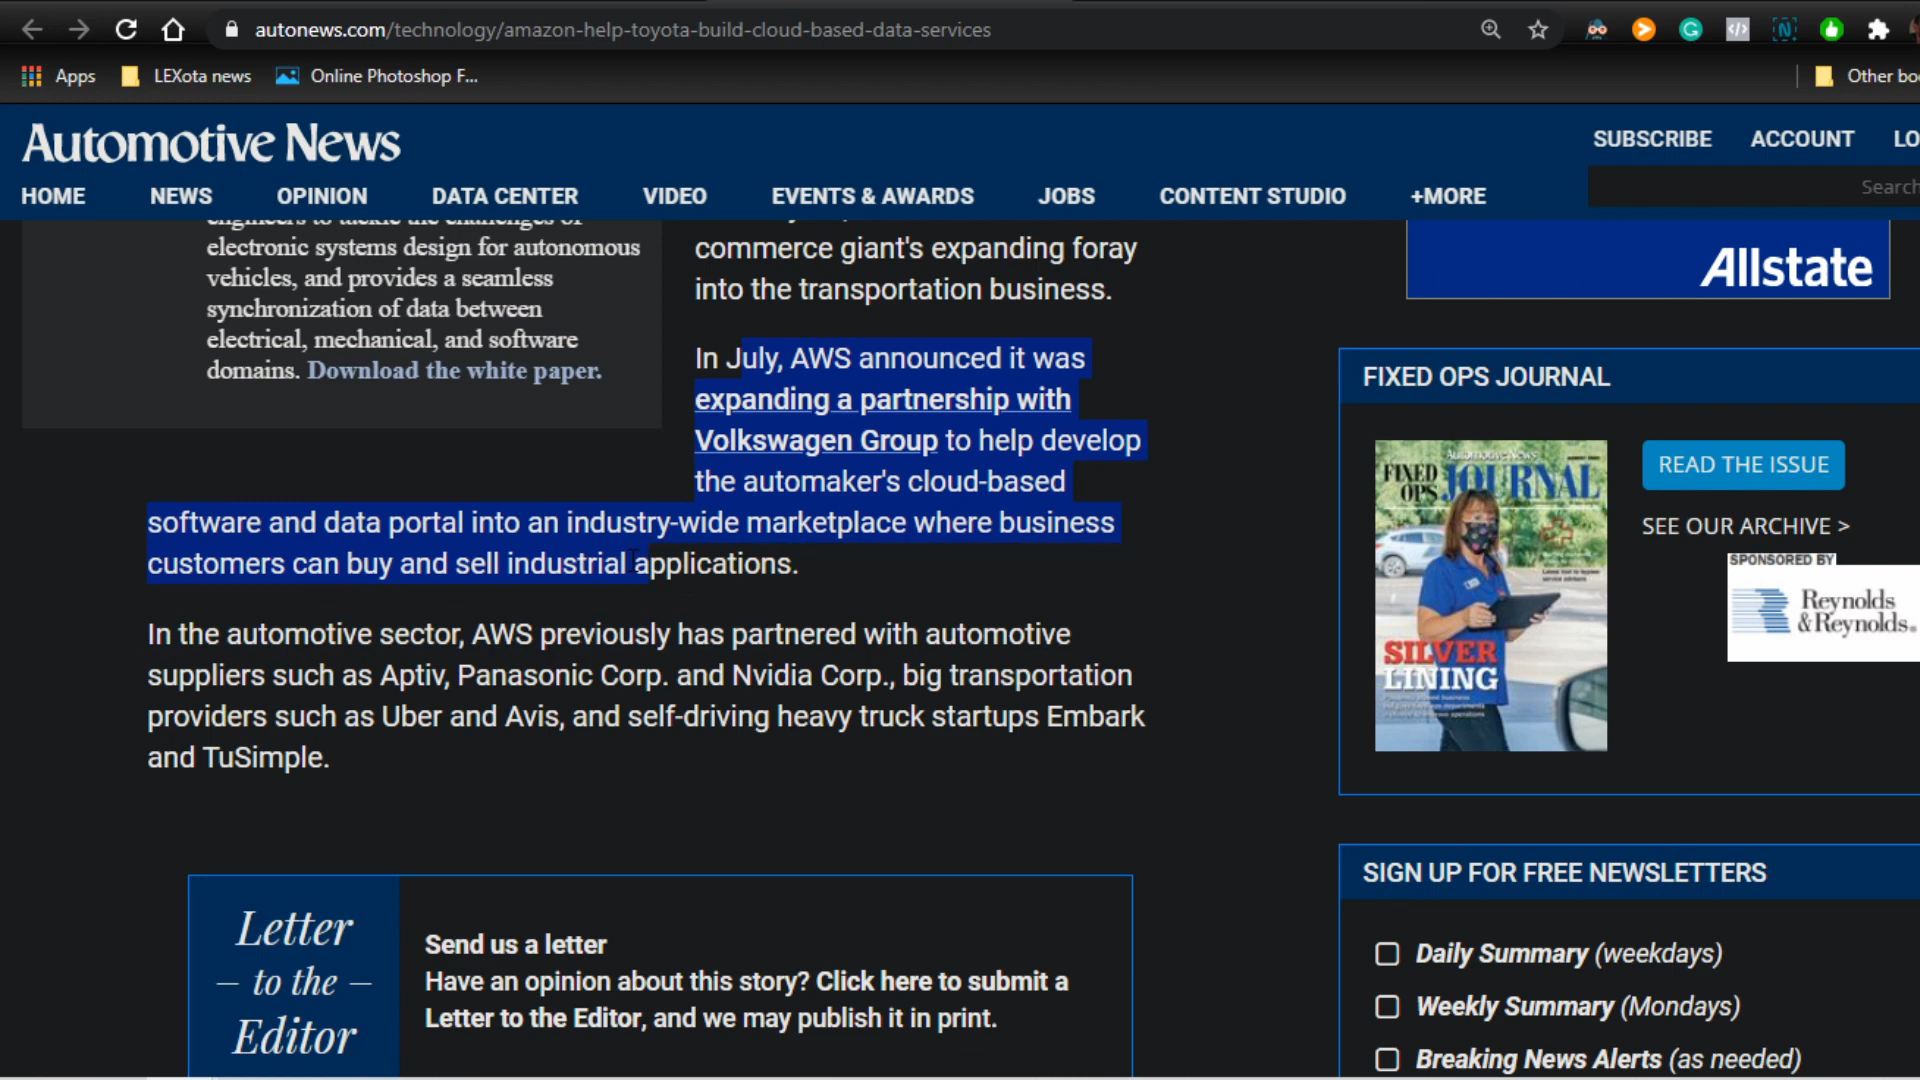 autonews.com/technology/amazon-help-toyota-build-cloud-based-data-services
Apps
LEXota news
Online Photoshop F...
Other bo
Automotive News
SUBSCRIBE
ACCOUNT
LO
HOME
NEWS
OPINION
DATA CENTER
VIDEO
EVENTS & AWARDS
JOBS
CONTENT STUDIO
+MORE
Search
engineers to tackle the challenges of
electronic systems design for autonomous
vehicles, and provides a seamless
synchronization of data between
electrical, mechanical, and software
domains. Download the white paper.
commerce giant's expanding foray
into the transportation business.
In July, AWS announced it was
expanding a partnership with
Volkswagen Group to help develop
the automaker's cloud-based
software and data portal into an industry-wide marketplace where business
customers can buy and sell industrial applications.
In the automotive sector, AWS previously has partnered with automotive
suppliers such as Aptiv, Panasonic Corp. and Nvidia Corp., big transportation
providers such as Uber and Avis, and self-driving heavy truck startups Embark
and TuSimple.
Letter
— to the —
Editor
Send us a letter
Have an opinion about this story? Click here to submit a
Letter to the Editor, and we may publish it in print.
Allstate
FIXED OPS JOURNAL
Automotive News
FIXED OPS JOURNAL
SILVER
LINING
READ THE ISSUE
SEE OUR ARCHIVE >
SPONSORED BY
Reynolds
& Reynolds®
SIGN UP FOR FREE NEWSLETTERS
Daily Summary (weekdays)
Weekly Summary (Mondays)
Breaking News Alerts (as needed)